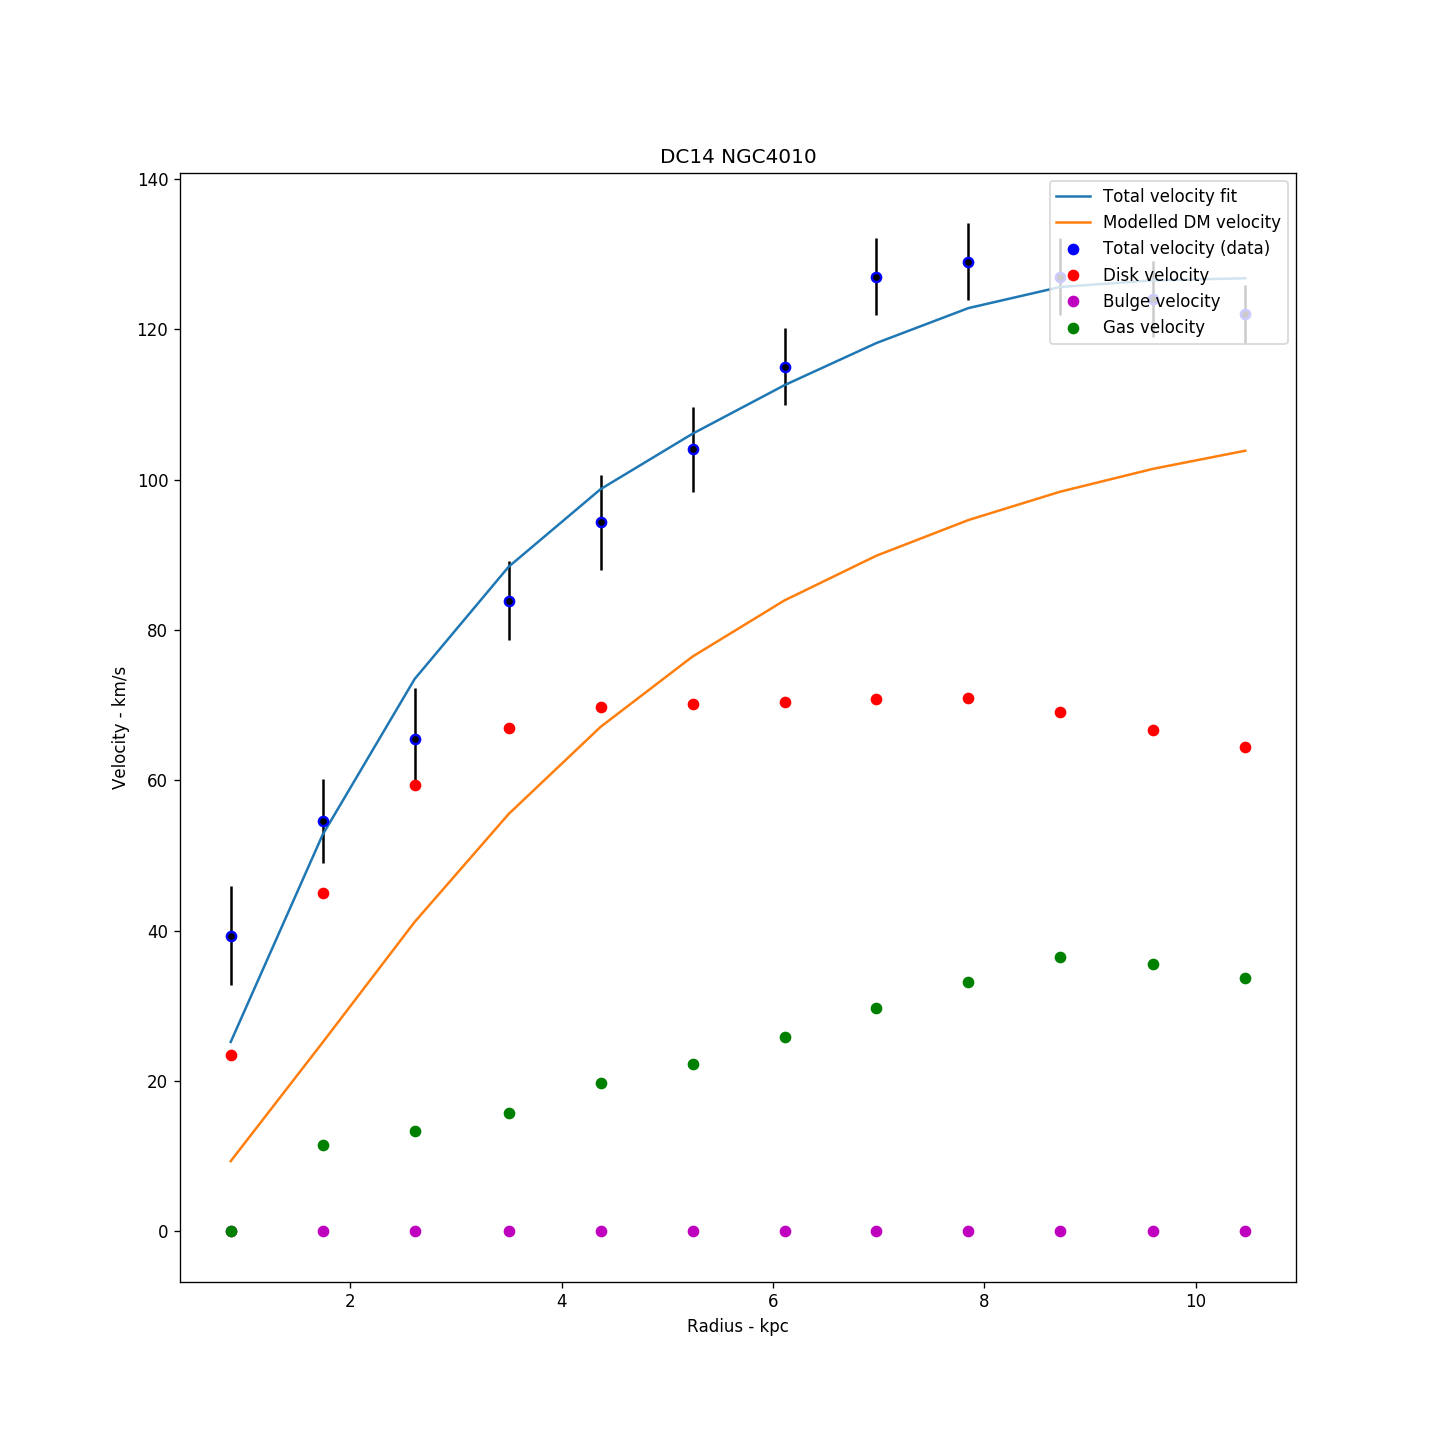 DC14 NGC4010
140
120
100
80
60
40
20
0
Velocity - km/s
2 4 6 8 10
Radius - kpc
Total velocity fit
Modelled DM velocity
Total velocity (data)
Disk velocity
Bulge velocity
Gas velocity